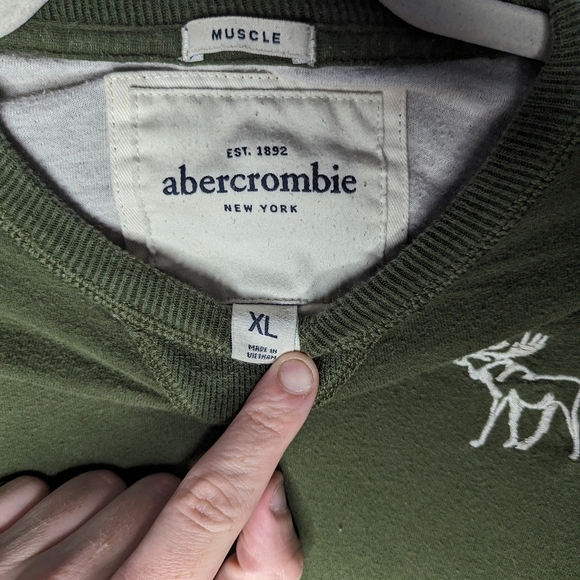 MUSCLE
EST. 1892
abercrombie
NEW YORK
XL
MADE IN
VIETNAM